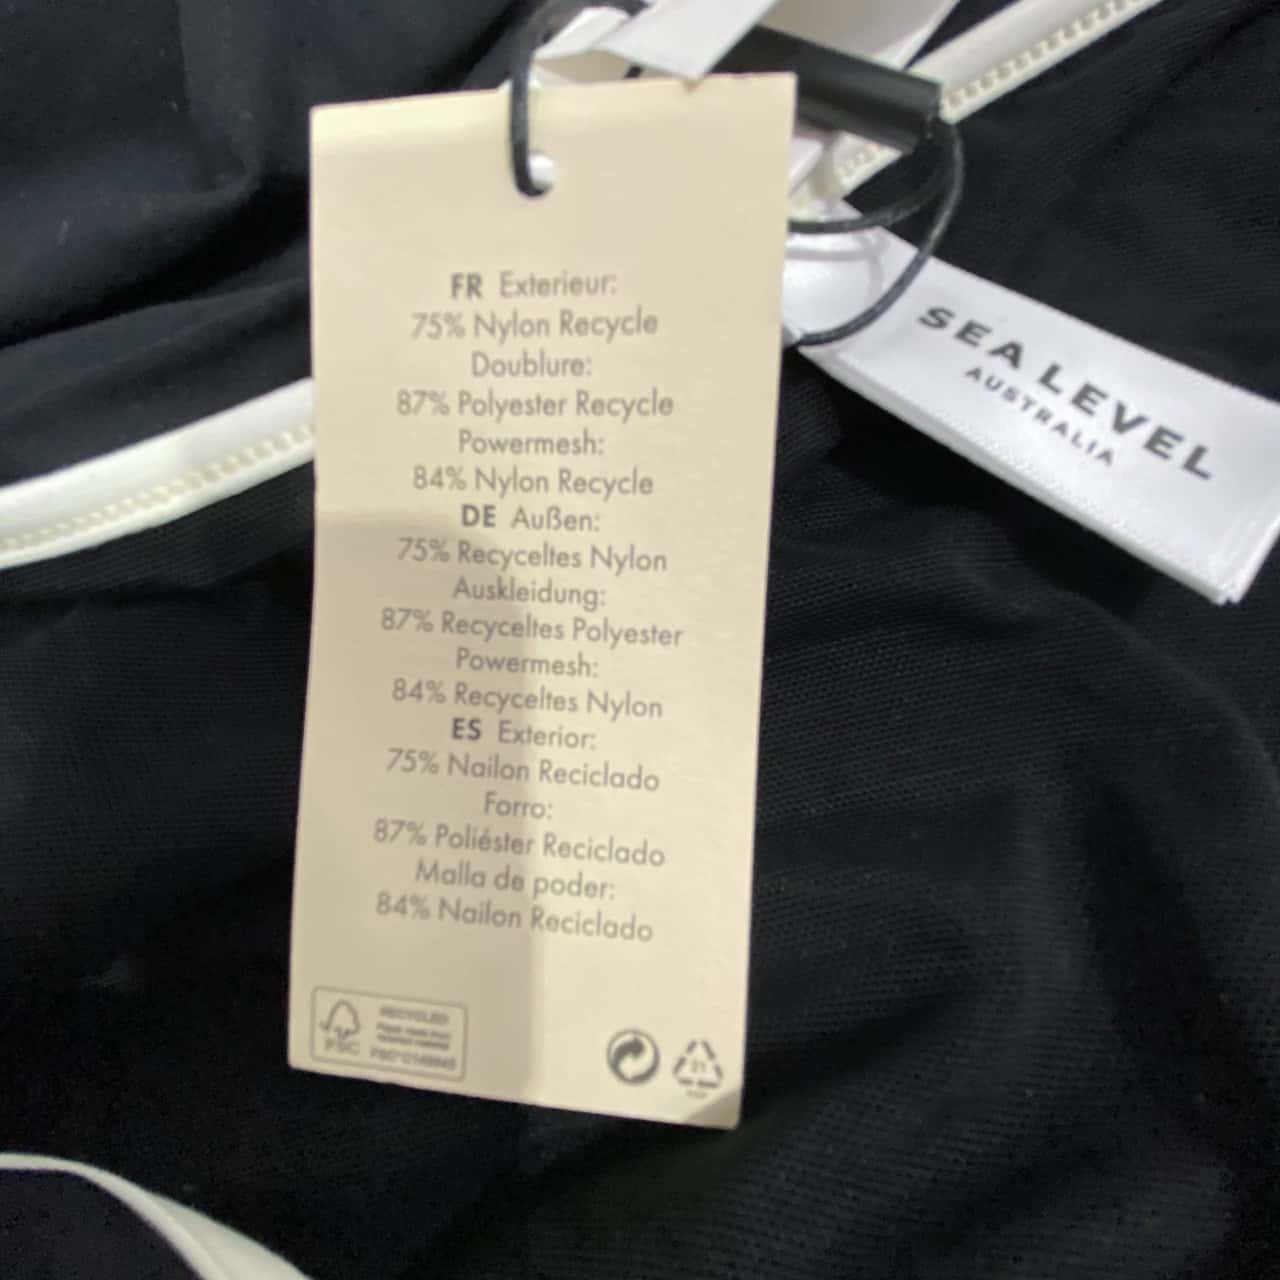 FR Exterieur:
75% Nylon Recycle
Doublure:
87% Polyester Recycle
Powermesh:
84% Nylon Recycle
DE Außen:
75% Recyceltes Nylon
Auskleidung:
87% Recyceltes Polyester
Powermesh:
84% Recyceltes Nylon
ES Exterior:
75% Nailon Reciclado
Forro:
87% Poliéster Reciclado
Malla de poder:
84% Nailon Reciclado
FSC
RECYCLED
21
SEA LEVEL
AUSTRALIA